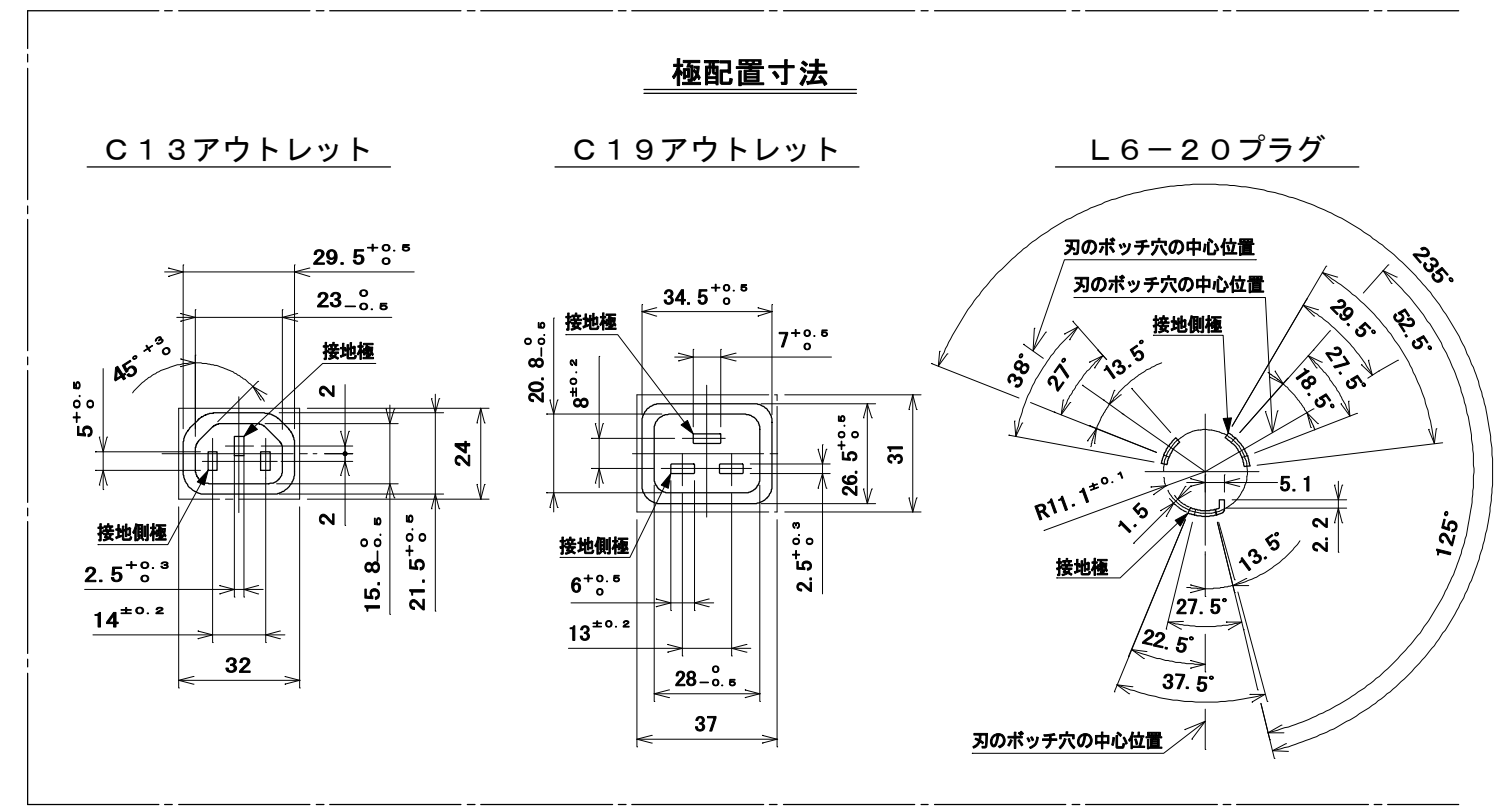 極配置寸法
C13アウトレット
29.5+0.5 0
23 0 -0.5
45°+3 0
接地極
5+0.5 0
2
24
2
接地側極
2.5+0.3 0
14±0.2
15.8 0 -0.5
21.5+0.5 0
32
C19アウトレット
34.5+0.5 0
接地極
7+0.5 0
20.8 0 -0.5
8±0.2
26.5+0.5 0
31
接地側極
6+0.5 0
2.5+0.3 0
13±0.2
28 0 -0.5
37
L6-20プラグ
刃のボッチ穴の中心位置
刃のボッチ穴の中心位置
接地側極
235°
29.5°
52.5°
27.5°
18.5°
38°
27°
13.5°
R11.1±0.1
5.1
1.5
2.2
125°
接地極
13.5°
27.5°
22.5°
37.5°
刃のボッチ穴の中心位置